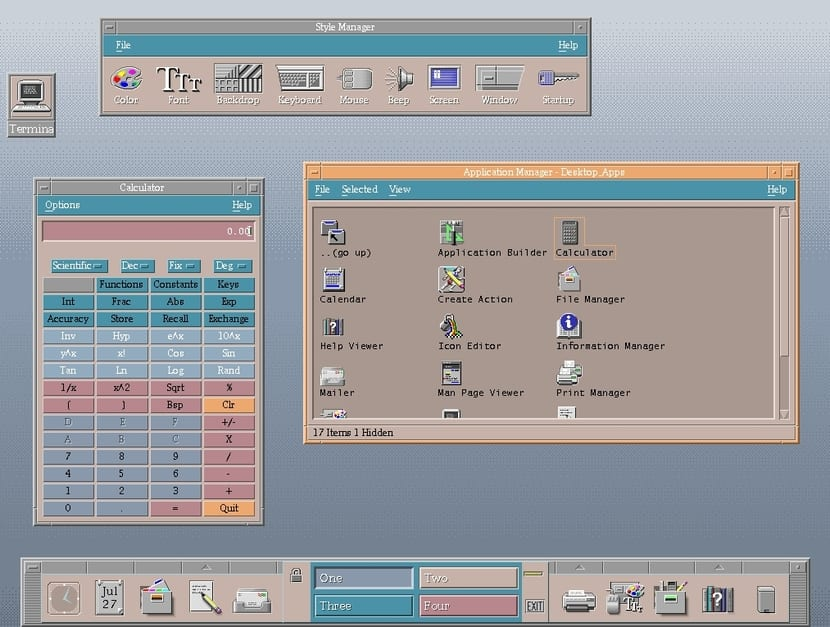 Style Manager
File Help
Color Font Backdrop Keyboard Mouse Beep Screen Window Startup
Termina
Calculator
Options Help
0.00
Scientific Dec Fix Deg
Functions Constants Keys
Int Frac Abs Exp
Accuracy Store Recall Exchange
Inv Hyp e^x 10^x
y^x x! Cos Sin
Tan Ln Log Rand
1/x x^2 Sqrt %
( ) Bsp Clr
D E F +/-
A B C X
7 8 9 /
4 5 6 -
1 2 3 +
0 . = Quit
Application Manager - Desktop_Apps
File Selected View Help
..(go up) Application Builder Calculator
Calendar Create Action File Manager
Help Viewer Icon Editor Information Manager
Mailer Man Page Viewer Print Manager
17 Items 1 Hidden
Jul
27
One Two
Three Four
EXIT